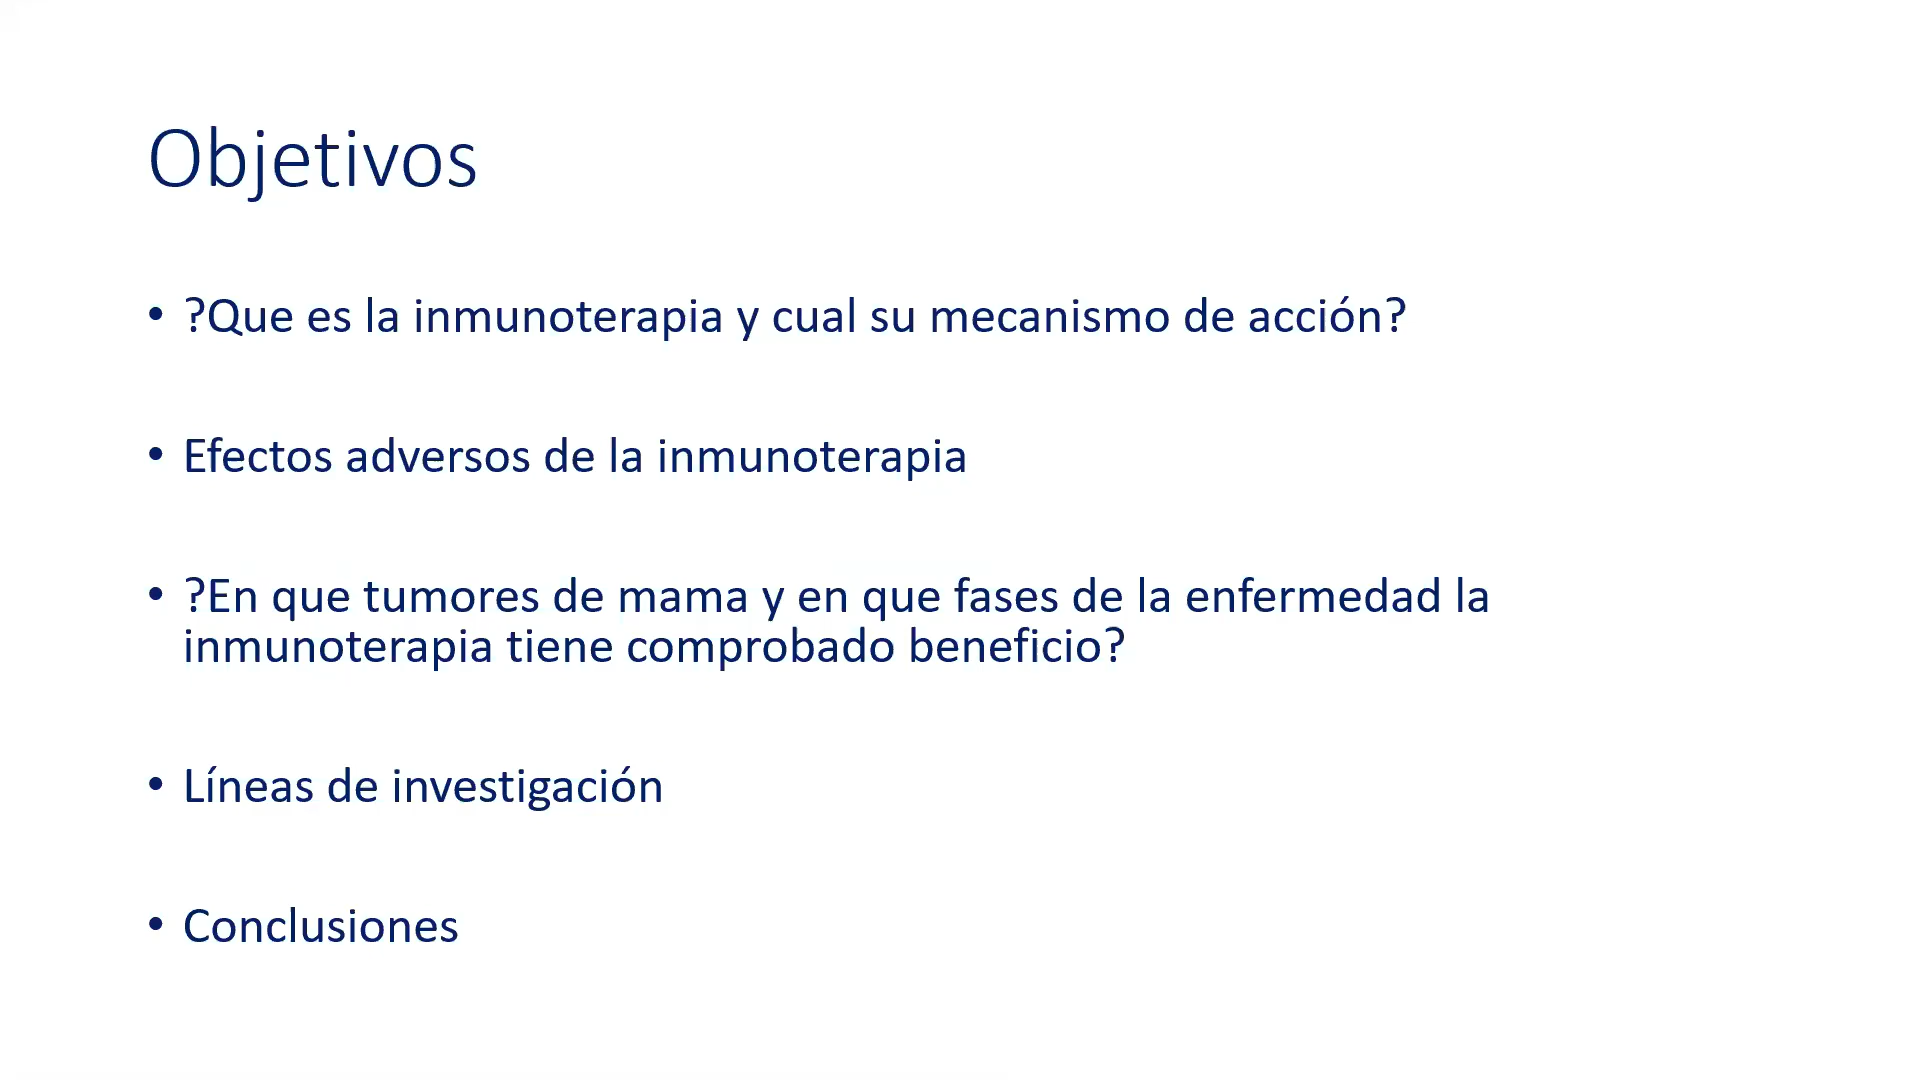 Objetivos
• ?Que es la inmunoterapia y cual su mecanismo de acción?
• Efectos adversos de la inmunoterapia
• ?En que tumores de mama y en que fases de la enfermedad la
inmunoterapia tiene comprobado beneficio?
• Líneas de investigación
• Conclusiones